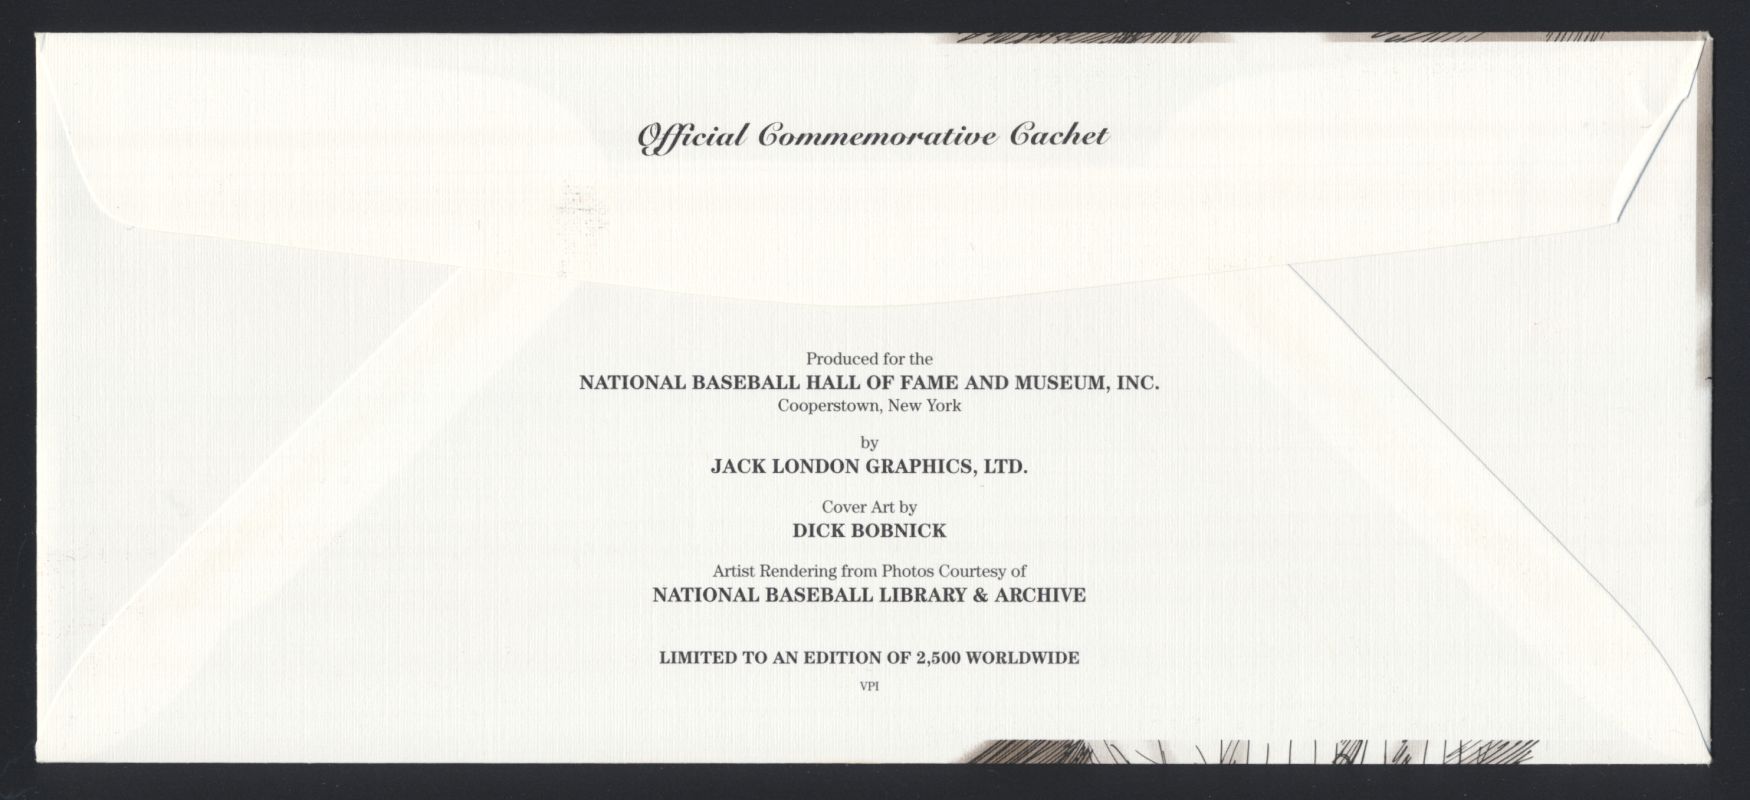 Official Commemorative Cachet
Produced for the
NATIONAL BASEBALL HALL OF FAME AND MUSEUM, INC.
Cooperstown, New York
by
JACK LONDON GRAPHICS, LTD.
Cover Art by
DICK BOBNICK
Artist Rendering from Photos Courtesy of
NATIONAL BASEBALL LIBRARY & ARCHIVE
LIMITED TO AN EDITION OF 2,500 WORLDWIDE
VPI